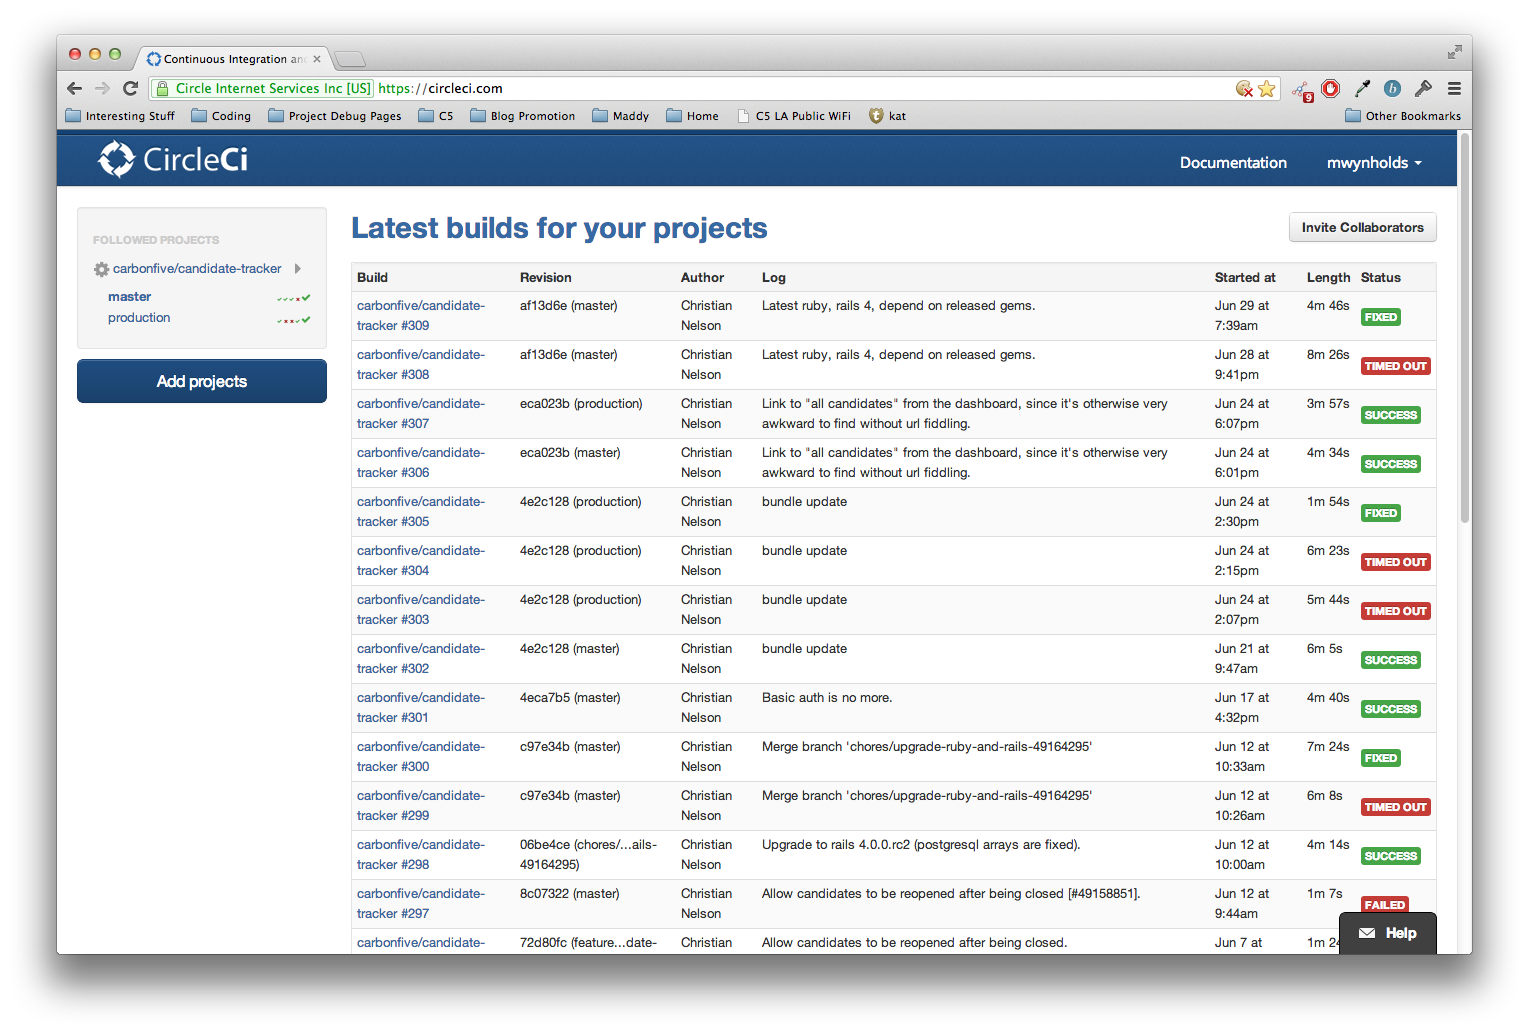 Continuous Integration an
Circle Internet Services Inc [US] https://circleci.com
9
b
Interesting Stuff Coding Project Debug Pages C5 Blog Promotion Maddy Home C5 LA Public WiFi kat Other Bookmarks
CircleCi Documentation mwynholds
FOLLOWED PROJECTS
carbonfive/candidate-tracker
master
production
Add projects
Latest builds for your projects Invite Collaborators
Build Revision Author Log Started at Length Status
carbonfive/candidate- af13d6e (master) Christian Latest ruby, rails 4, depend on released gems. Jun 29 at 4m 46s FIXED
tracker #309 Nelson 7:39am
carbonfive/candidate- af13d6e (master) Christian Latest ruby, rails 4, depend on released gems. Jun 28 at 8m 26s TIMED OUT
tracker #308 Nelson 9:41pm
carbonfive/candidate- eca023b (production) Christian Link to "all candidates" from the dashboard, since it's otherwise very Jun 24 at 3m 57s SUCCESS
tracker #307 Nelson awkward to find without url fiddling. 6:07pm
carbonfive/candidate- eca023b (master) Christian Link to "all candidates" from the dashboard, since it's otherwise very Jun 24 at 4m 34s SUCCESS
tracker #306 Nelson awkward to find without url fiddling. 6:01pm
carbonfive/candidate- 4e2c128 (production) Christian bundle update Jun 24 at 1m 54s FIXED
tracker #305 Nelson 2:30pm
carbonfive/candidate- 4e2c128 (production) Christian bundle update Jun 24 at 6m 23s TIMED OUT
tracker #304 Nelson 2:15pm
carbonfive/candidate- 4e2c128 (production) Christian bundle update Jun 24 at 5m 44s TIMED OUT
tracker #303 Nelson 2:07pm
carbonfive/candidate- 4e2c128 (master) Christian bundle update Jun 21 at 6m 5s SUCCESS
tracker #302 Nelson 9:47am
carbonfive/candidate- 4eca7b5 (master) Christian Basic auth is no more. Jun 17 at 4m 40s SUCCESS
tracker #301 Nelson 4:32pm
carbonfive/candidate- c97e34b (master) Christian Merge branch 'chores/upgrade-ruby-and-rails-49164295' Jun 12 at 7m 24s FIXED
tracker #300 Nelson 10:33am
carbonfive/candidate- c97e34b (master) Christian Merge branch 'chores/upgrade-ruby-and-rails-49164295' Jun 12 at 6m 8s TIMED OUT
tracker #299 Nelson 10:26am
carbonfive/candidate- 06be4ce (chores/...ails- Christian Upgrade to rails 4.0.0.rc2 (postgresql arrays are fixed). Jun 12 at 4m 14s SUCCESS
tracker #298 49164295) Nelson 10:00am
carbonfive/candidate- 8c07322 (master) Christian Allow candidates to be reopened after being closed [#49158851]. Jun 12 at 1m 7s FAILED
tracker #297 Nelson 9:44am
carbonfive/candidate- 72d80fc (feature...date- Christian Allow candidates to be reopened after being closed. Jun 7 at 1m 24
Help